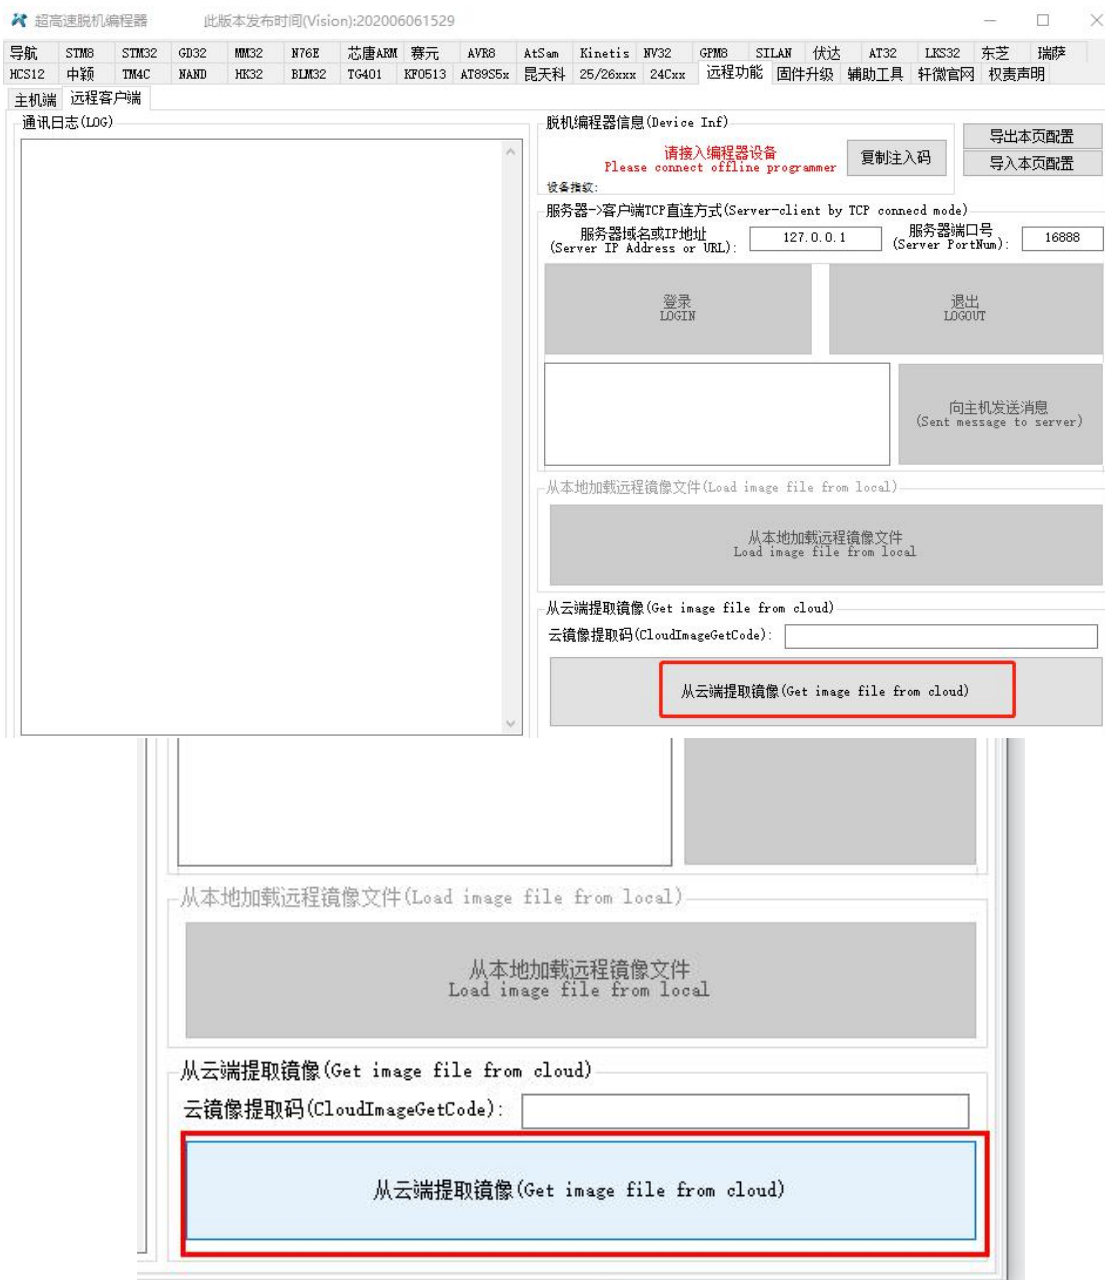 超高速脱机编程器 此版本发布时间(Vision):202006061529
导航 STM8 STM32 GD32 MM32 N76E 芯唐ARM 赛元 AVR8 AtSam Kinetis NV32 GPM8 SILAN 伏达 AT32 LKS32 东芝 瑞萨
HCS12 中颖 TM4C NAND HK32 BLM32 TG401 KF0513 AT89S5x 昆天科 25/26xxx 24Cxx 远程功能 固件升级 辅助工具 轩微官网 权责声明
主机端 远程客户端
通讯日志(LOG)
脱机编程器信息(Device Inf)
请接入编程器设备
Please connect offline programmer
复制注入码
导出本页配置
导入本页配置
设备指纹:
服务器->客户端TCP直连方式(Server-client by TCP connecd mode)
服务器域名或IP地址
(Server IP Address or URL):
127.0.0.1
服务器端口号
(Server PortNum):
16888
登录
LOGIN
退出
LOGOUT
向主机发送消息
(Sent message to server)
从本地加载远程镜像文件(Load image file from local)
从本地加载远程镜像文件
Load image file from local
从云端提取镜像(Get image file from cloud)
云镜像提取码(CloudImageGetCode):
从云端提取镜像(Get image file from cloud)
从本地加载远程镜像文件(Load image file from local)
从本地加载远程镜像文件
Load image file from local
从云端提取镜像(Get image file from cloud)
云镜像提取码(CloudImageGetCode):
从云端提取镜像(Get image file from cloud)